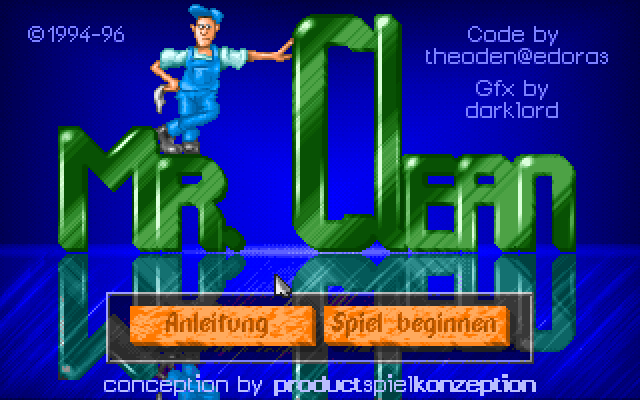 ©1994-96
Code by
theoden@edoras
Gfx by
darklord
Mr. Clean
Anleitung
Spiel beginnen
conception by productspielkonzeption